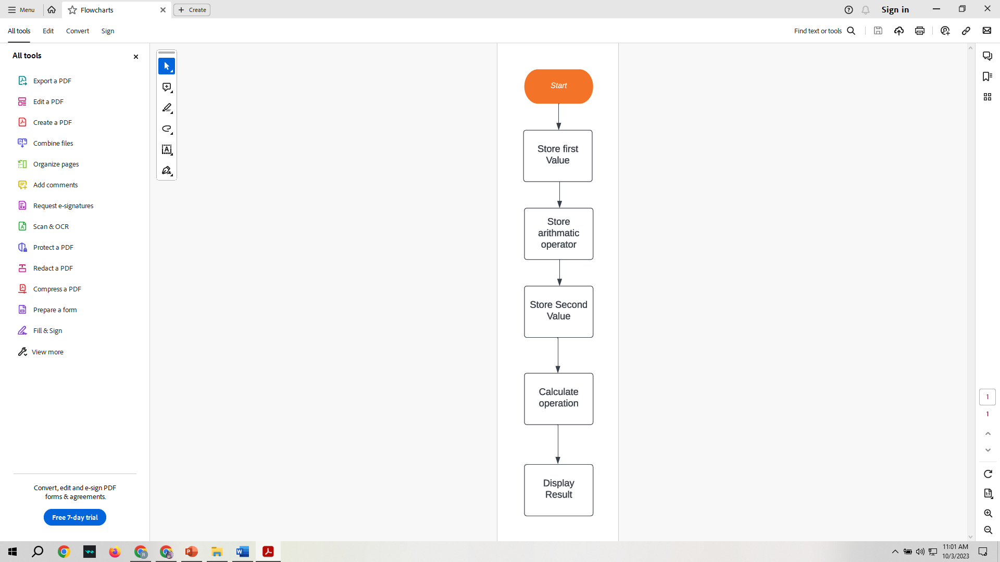 Menu
Flowcharts
Create
Sign in
All tools
Edit
Convert
Sign
Find text or tools
All tools
Export a PDF
Edit a PDF
Create a PDF
Combine files
Organize pages
Add comments
Request e-signatures
Scan & OCR
Protect a PDF
Redact a PDF
Compress a PDF
Prepare a form
Fill & Sign
View more
Convert, edit and e-sign PDF
forms & agreements.
Free 7-day trial
Start
Store first
Value
Store
arithmatic
operator
Store Second
Value
Calculate
operation
Display
Result
1
1
11:01 AM
10/3/2023